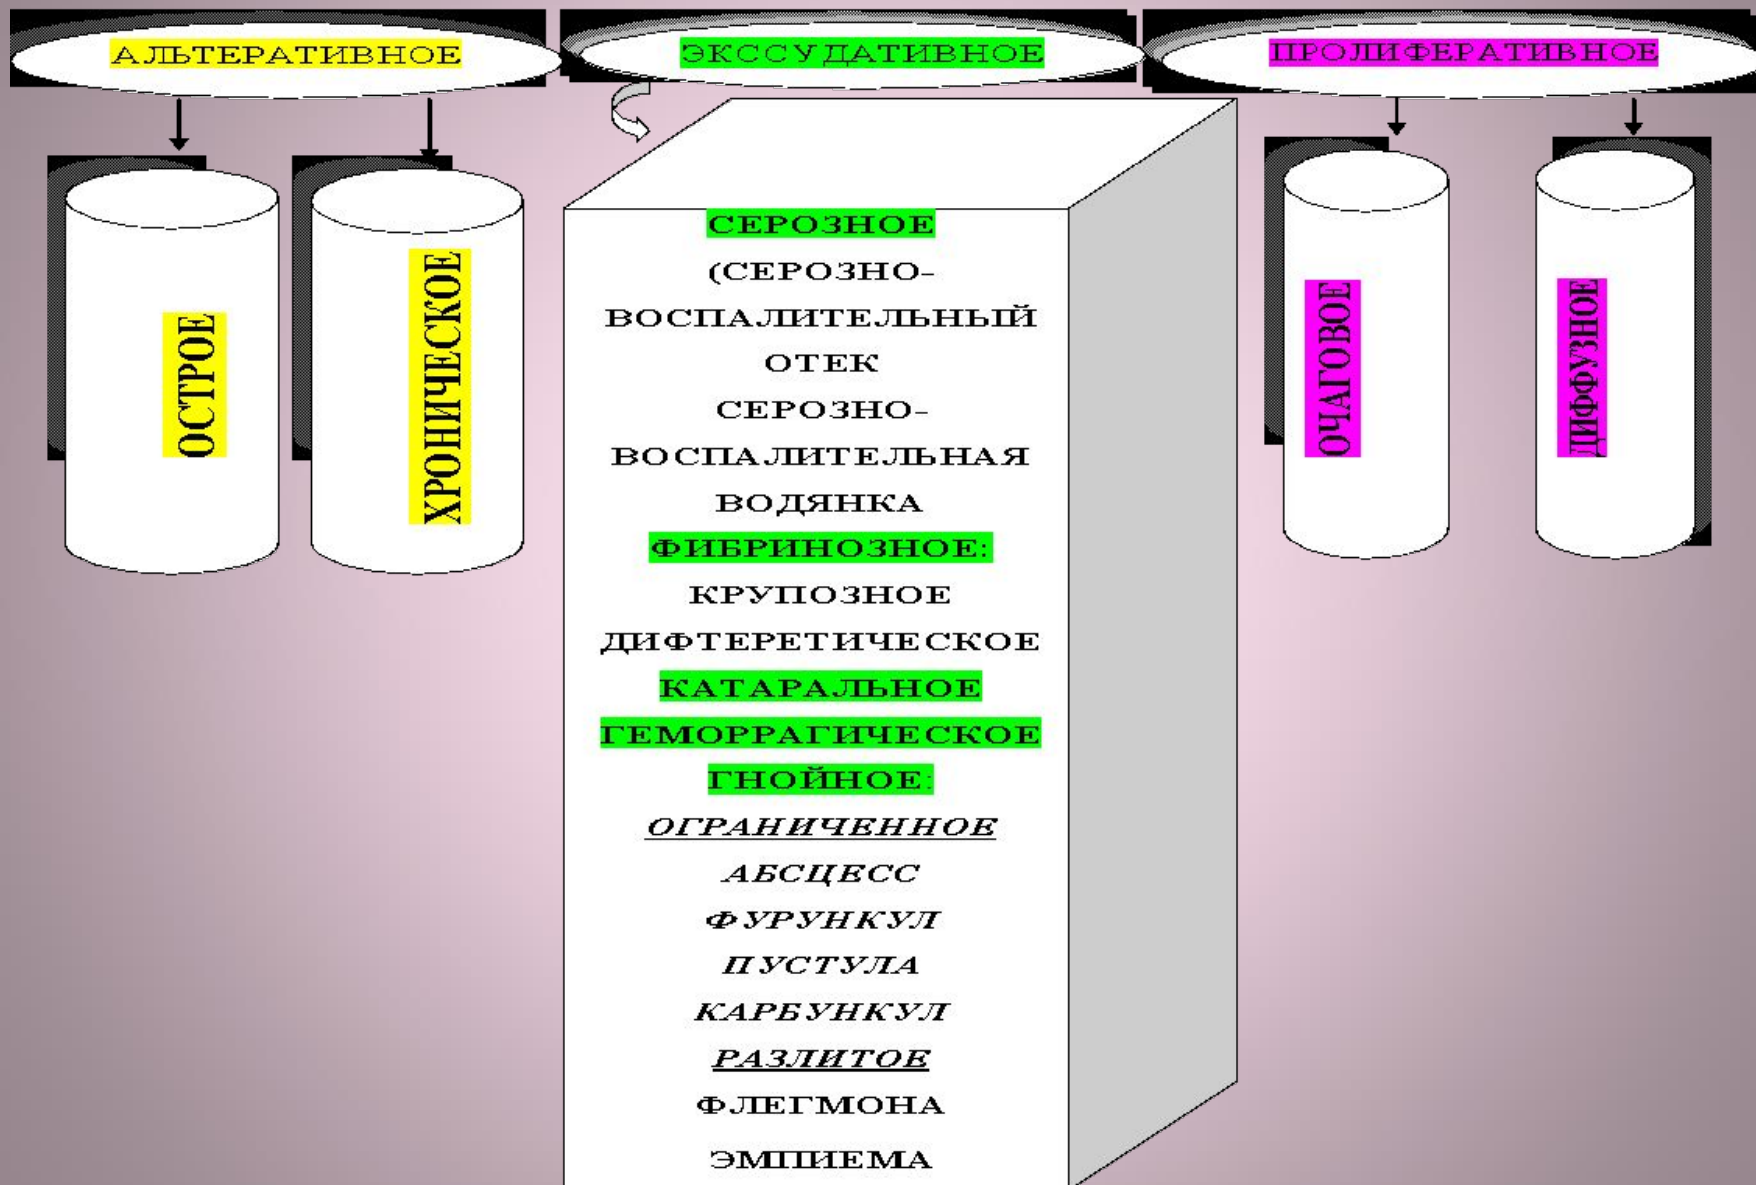 АЛЬТЕРАТИВНОЕ
ЭКССУДАТИВНОЕ
ПРОЛИФЕРАТИВНОЕ
ОСТРОЕ
ХРОНИЧЕСКОЕ
СЕРОЗНОЕ
(СЕРОЗНО-
ВОСПАЛИТЕЛЬНЫЙ
ОТЕК
СЕРОЗНО-
ВОСПАЛИТЕЛЬНАЯ
ВОДЯНКА
ФИБРИНОЗНОЕ:
КРУПОЗНОЕ
ДИФТЕРЕТИЧЕСКОЕ
КАТАРАЛЬНОЕ
ГЕМОРРАГИЧЕСКОЕ
ГНОЙНОЕ:
ОГРАНИЧЕННОЕ
АБСЦЕСС
ФУРУНКУЛ
ПУСТУЛА
КАРБУНКУЛ
РАЗЛИТОЕ
ФЛЕГМОНА
ЭМПИЕМА
ОЧАГОВОЕ
ДИФФУЗНОЕ